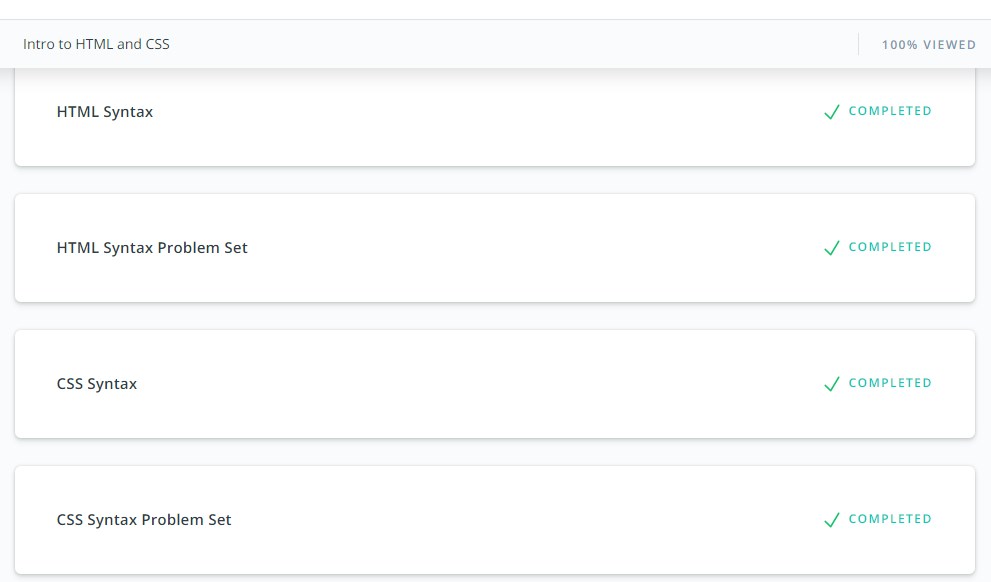 Intro to HTML and CSS
100% VIEWED
HTML Syntax
COMPLETED
HTML Syntax Problem Set
COMPLETED
CSS Syntax
COMPLETED
CSS Syntax Problem Set
COMPLETED